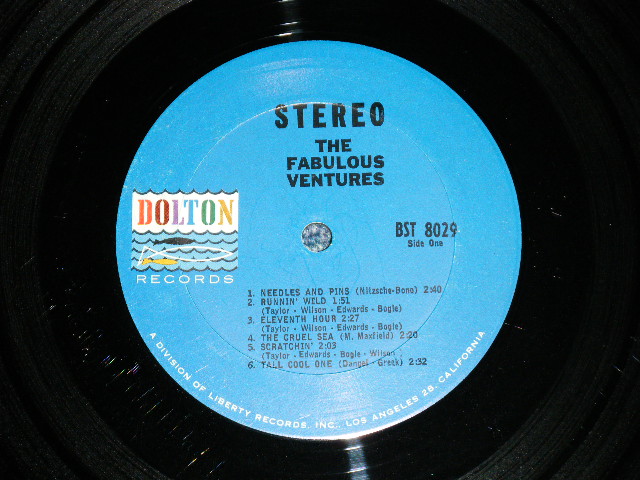 STEREO
THE
FABULOUS
VENTURES
DOLTON
RECORDS
BST 8029
Side One
1. NEEDLES AND PINS (Nitzsche-Bono) 2:40
2. RUNNIN' WILD 1:51
(Taylor - Wilson - Edwards - Bogle)
3. ELEVENTH HOUR 2:27
(Taylor - Wilson - Edwards - Bogle)
4. THE CRUEL SEA (M. Maxfield) 2:20
5. SCRATCHIN' 2:03
(Taylor - Edwards - Bogle - Wilson)
6. TALL COOL ONE (Dangel - Greek) 2:32
A DIVISION OF LIBERTY RECORDS, INC., LOS ANGELES 28, CALIFORNIA